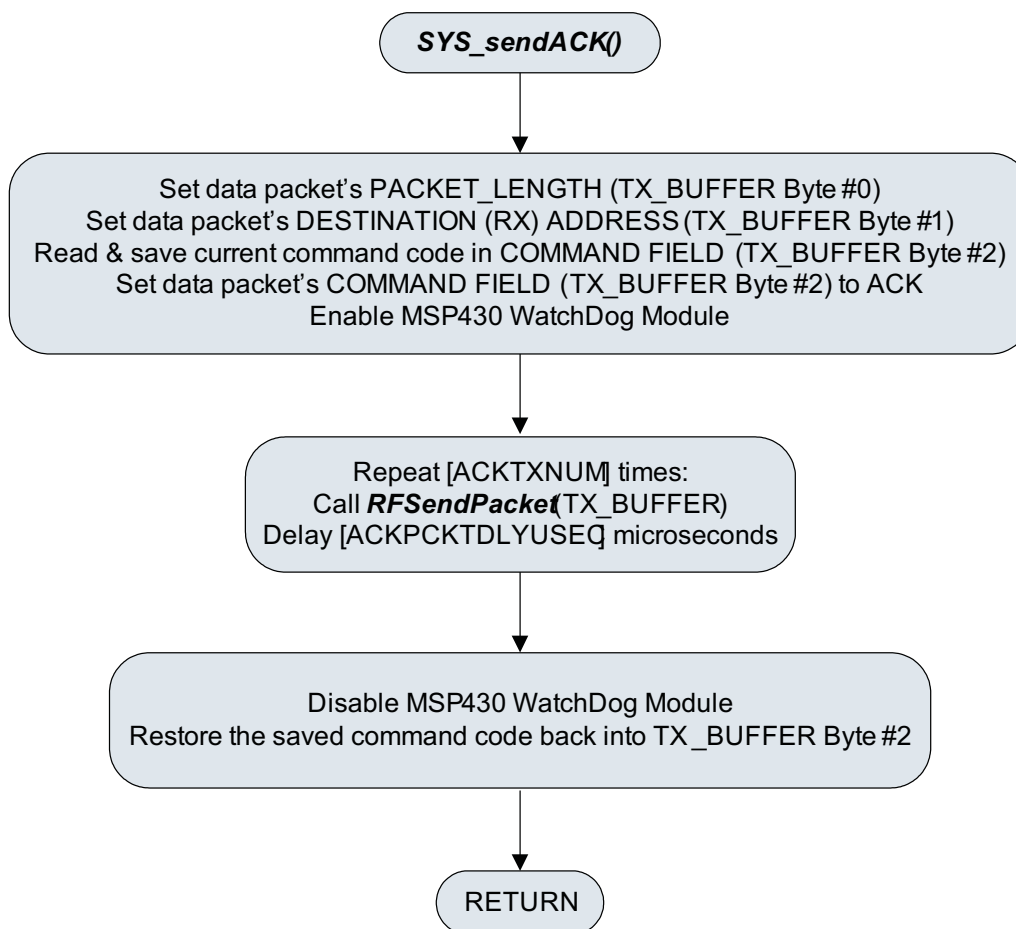 SYS_sendACK()
Set data packet's PACKET_LENGTH (TX_BUFFER Byte #0)
Set data packet's DESTINATION (RX) ADDRESS (TX_BUFFER Byte #1)
Read & save current command code in COMMAND FIELD (TX_BUFFER Byte #2)
Set data packet's COMMAND FIELD (TX_BUFFER Byte #2) to ACK
Enable MSP430 WatchDog Module
Repeat [ACKTXNUM] times:
Call RFSendPacket(TX_BUFFER)
Delay [ACKPCKTDLYUSEC] microseconds
Disable MSP430 WatchDog Module
Restore the saved command code back into TX_BUFFER Byte #2
RETURN